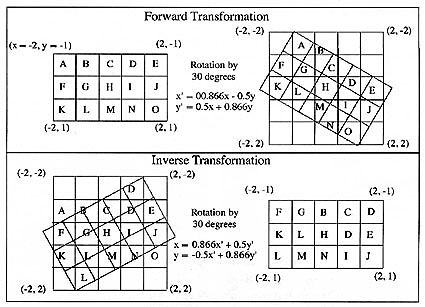 Forward Transformation
(x = -2, y = -1)
(2, -1)
A B C D E
F G H I J
K L M N O
(-2, 1)
(2, 1)
Rotation by
30 degrees
x' = 00.866x - 0.5y
y' = 0.5x + 0.866y
(-2, -2)
(2, -2)
A B
F G C
K L H D E
M I J
N O
(-2, 2)
(2, 2)
Inverse Transformation
(-2, -2)
(2, -2)
D
A B C D E
F G H I J
K L M N O
L
(-2, 2)
(2, 2)
Rotation by
30 degrees
x = 0.866x' + 0.5y'
y = -0.5x' + 0.866y'
(-2, -1)
(2, -1)
F G B C D
K L H D E
L M N I J
(-2, 1)
(2, 1)